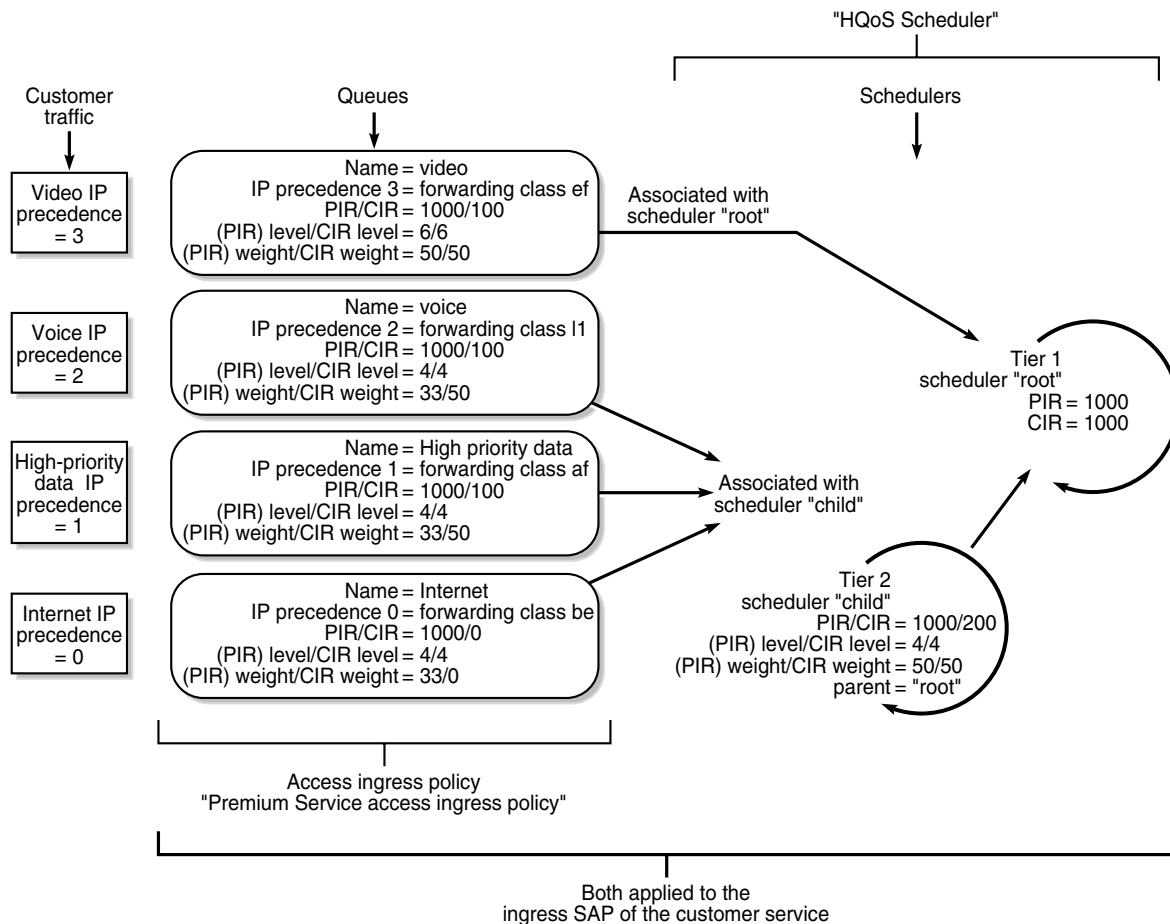 "HQoS Scheduler"
Customer
traffic
Queues
Schedulers
Video IP
precedence
= 3
Name = video
IP precedence 3 = forwarding class ef
PIR/CIR = 1000/100
(PIR) level/CIR level = 6/6
(PIR) weight/CIR weight = 50/50
Associated with
scheduler "root"
Voice IP
precedence
= 2
Name = voice
IP precedence 2 = forwarding class l1
PIR/CIR = 1000/100
(PIR) level/CIR level = 4/4
(PIR) weight/CIR weight = 33/50
Tier 1
scheduler "root"
PIR = 1000
CIR = 1000
High-priority
data IP
precedence
= 1
Name = High priority data
IP precedence 1 = forwarding class af
PIR/CIR = 1000/100
(PIR) level/CIR level = 4/4
(PIR) weight/CIR weight = 33/50
Associated with
scheduler "child"
Internet IP
precedence
= 0
Name = Internet
IP precedence 0 = forwarding class be
PIR/CIR = 1000/0
(PIR) level/CIR level = 4/4
(PIR) weight/CIR weight = 33/0
Tier 2
scheduler "child"
PIR/CIR = 1000/200
(PIR) level/CIR level = 4/4
(PIR) weight/CIR weight = 50/50
parent = "root"
Access ingress policy
"Premium Service access ingress policy"
Both applied to the
ingress SAP of the customer service